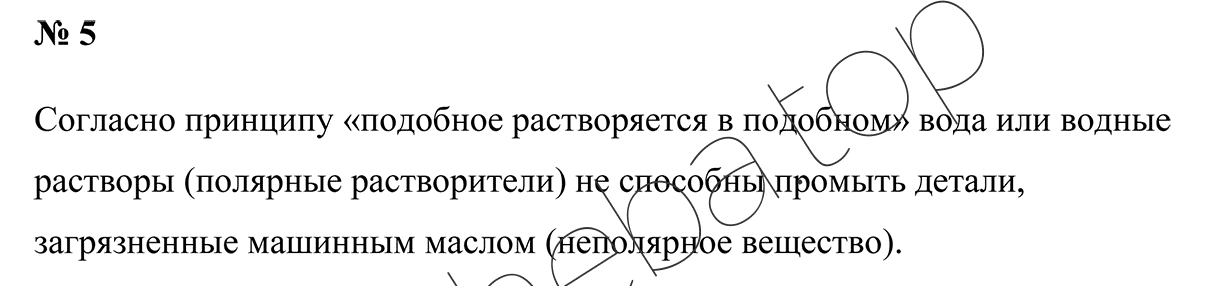 № 5
Согласно принципу «подобное растворяется в подобном» вода или водные
растворы (полярные растворители) не способны промыть детали,
загрязненные машинным маслом (неполярное вещество).